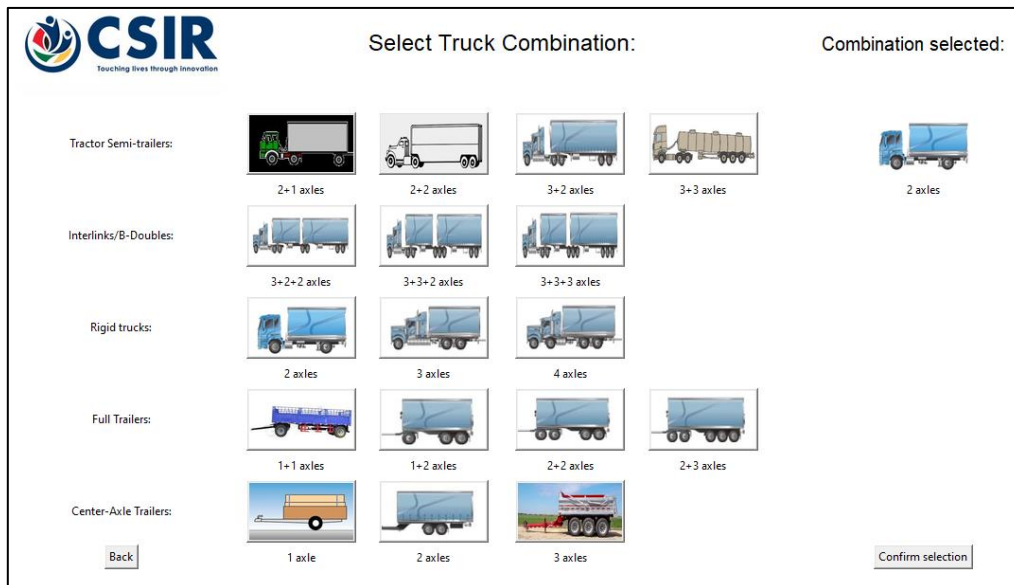 CSIR
Touching lives through innovation
Select Truck Combination:
Combination selected:
Tractor Semi-trailers:
2+1 axles
2+2 axles
3+2 axles
3+3 axles
2 axles
Interlinks/B-Doubles:
3+2+2 axles
3+3+2 axles
3+3+3 axles
Rigid trucks:
2 axles
3 axles
4 axles
Full Trailers:
1+1 axles
1+2 axles
2+2 axles
2+3 axles
Center-Axle Trailers:
1 axle
2 axles
3 axles
Back
Confirm selection